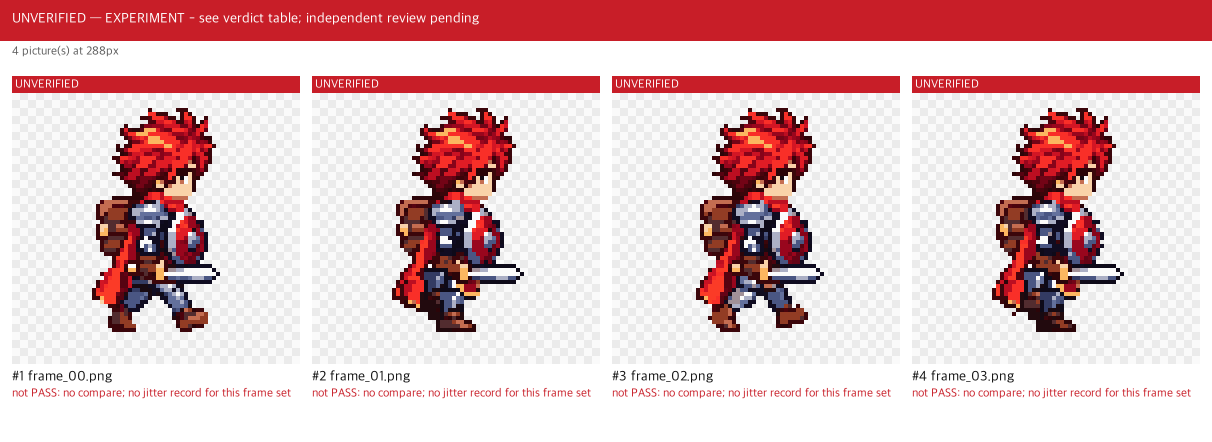 UNVERIFIED — EXPERIMENT – see verdict table; independent review pending
4 picture(s) at 288px
UNVERIFIED
UNVERIFIED
UNVERIFIED
UNVERIFIED
#1 frame_00.png
#2 frame_01.png
#3 frame_02.png
#4 frame_03.png
not PASS: no compare; no jitter record for this frame set
not PASS: no compare; no jitter record for this frame set
not PASS: no compare; no jitter record for this frame set
not PASS: no compare; no jitter record for this frame set